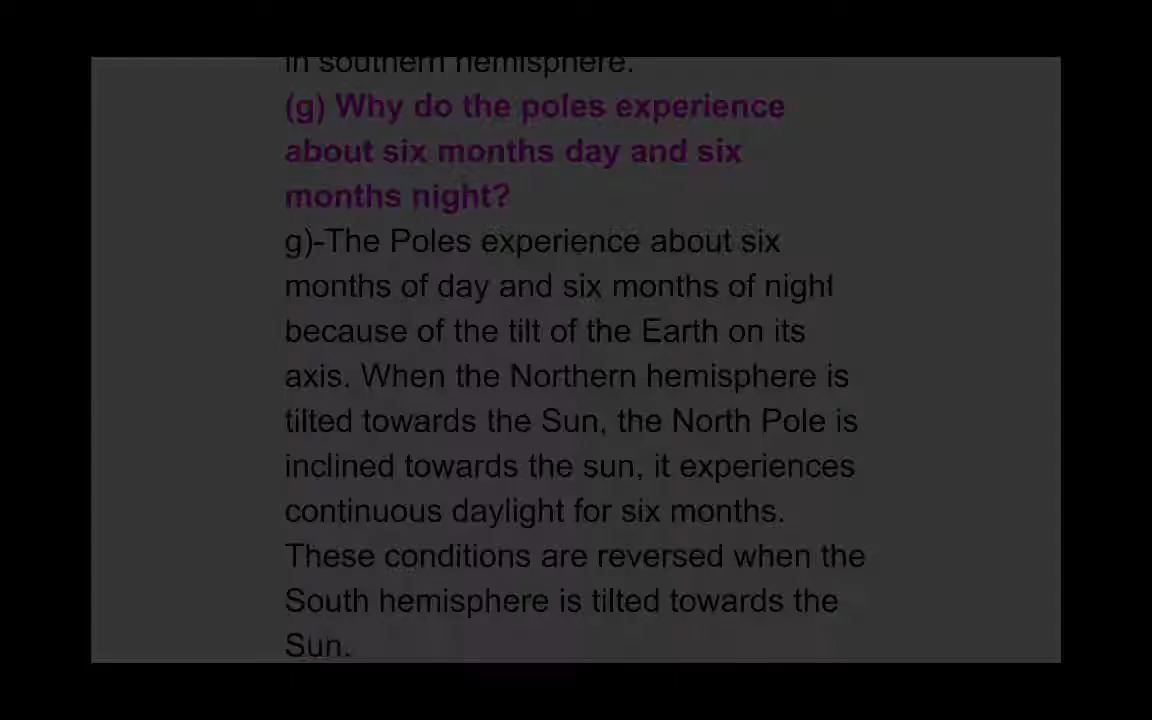 in southern hemisphere.
(g) Why do the poles experience
about six months day and six
months night?
g)-The Poles experience about six
months of day and six months of night
because of the tilt of the Earth on its
axis. When the Northern hemisphere is
tilted towards the Sun, the North Pole is
inclined towards the sun, it experiences
continuous daylight for six months.
These conditions are reversed when the
South hemisphere is tilted towards the
Sun.